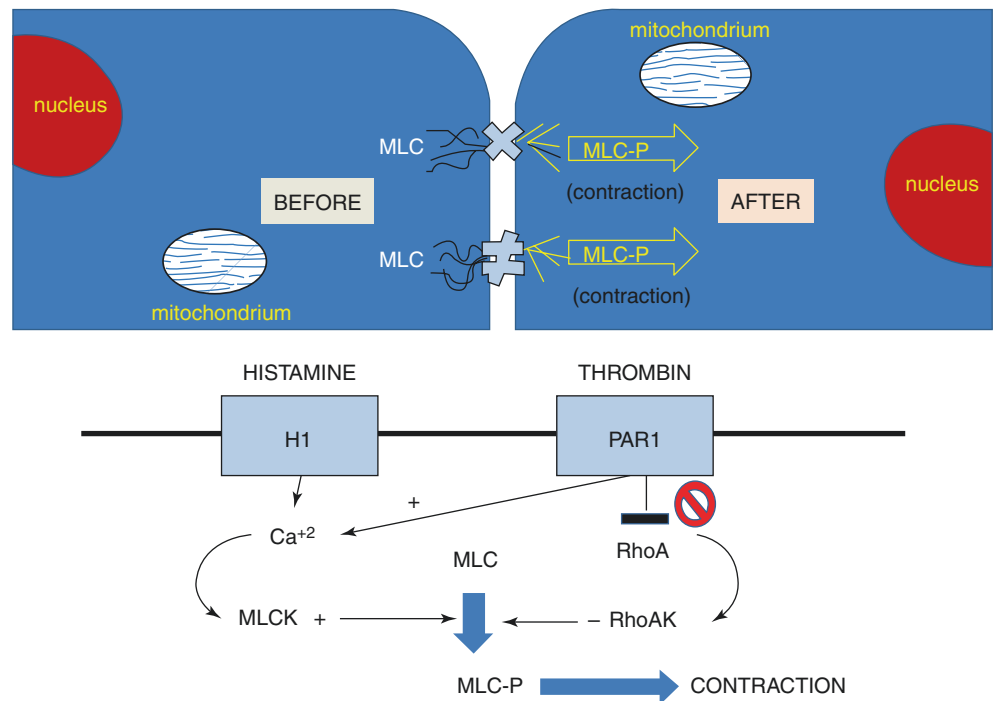 mitochondrium
nucleus
MLC
MLC-P
(contraction)
BEFORE
AFTER
nucleus
MLC
MLC-P
(contraction)
mitochondrium
HISTAMINE
THROMBIN
H1
PAR1
+
Ca+2
RhoA
MLC
MLCK +
– RhoAK
MLC-P
CONTRACTION